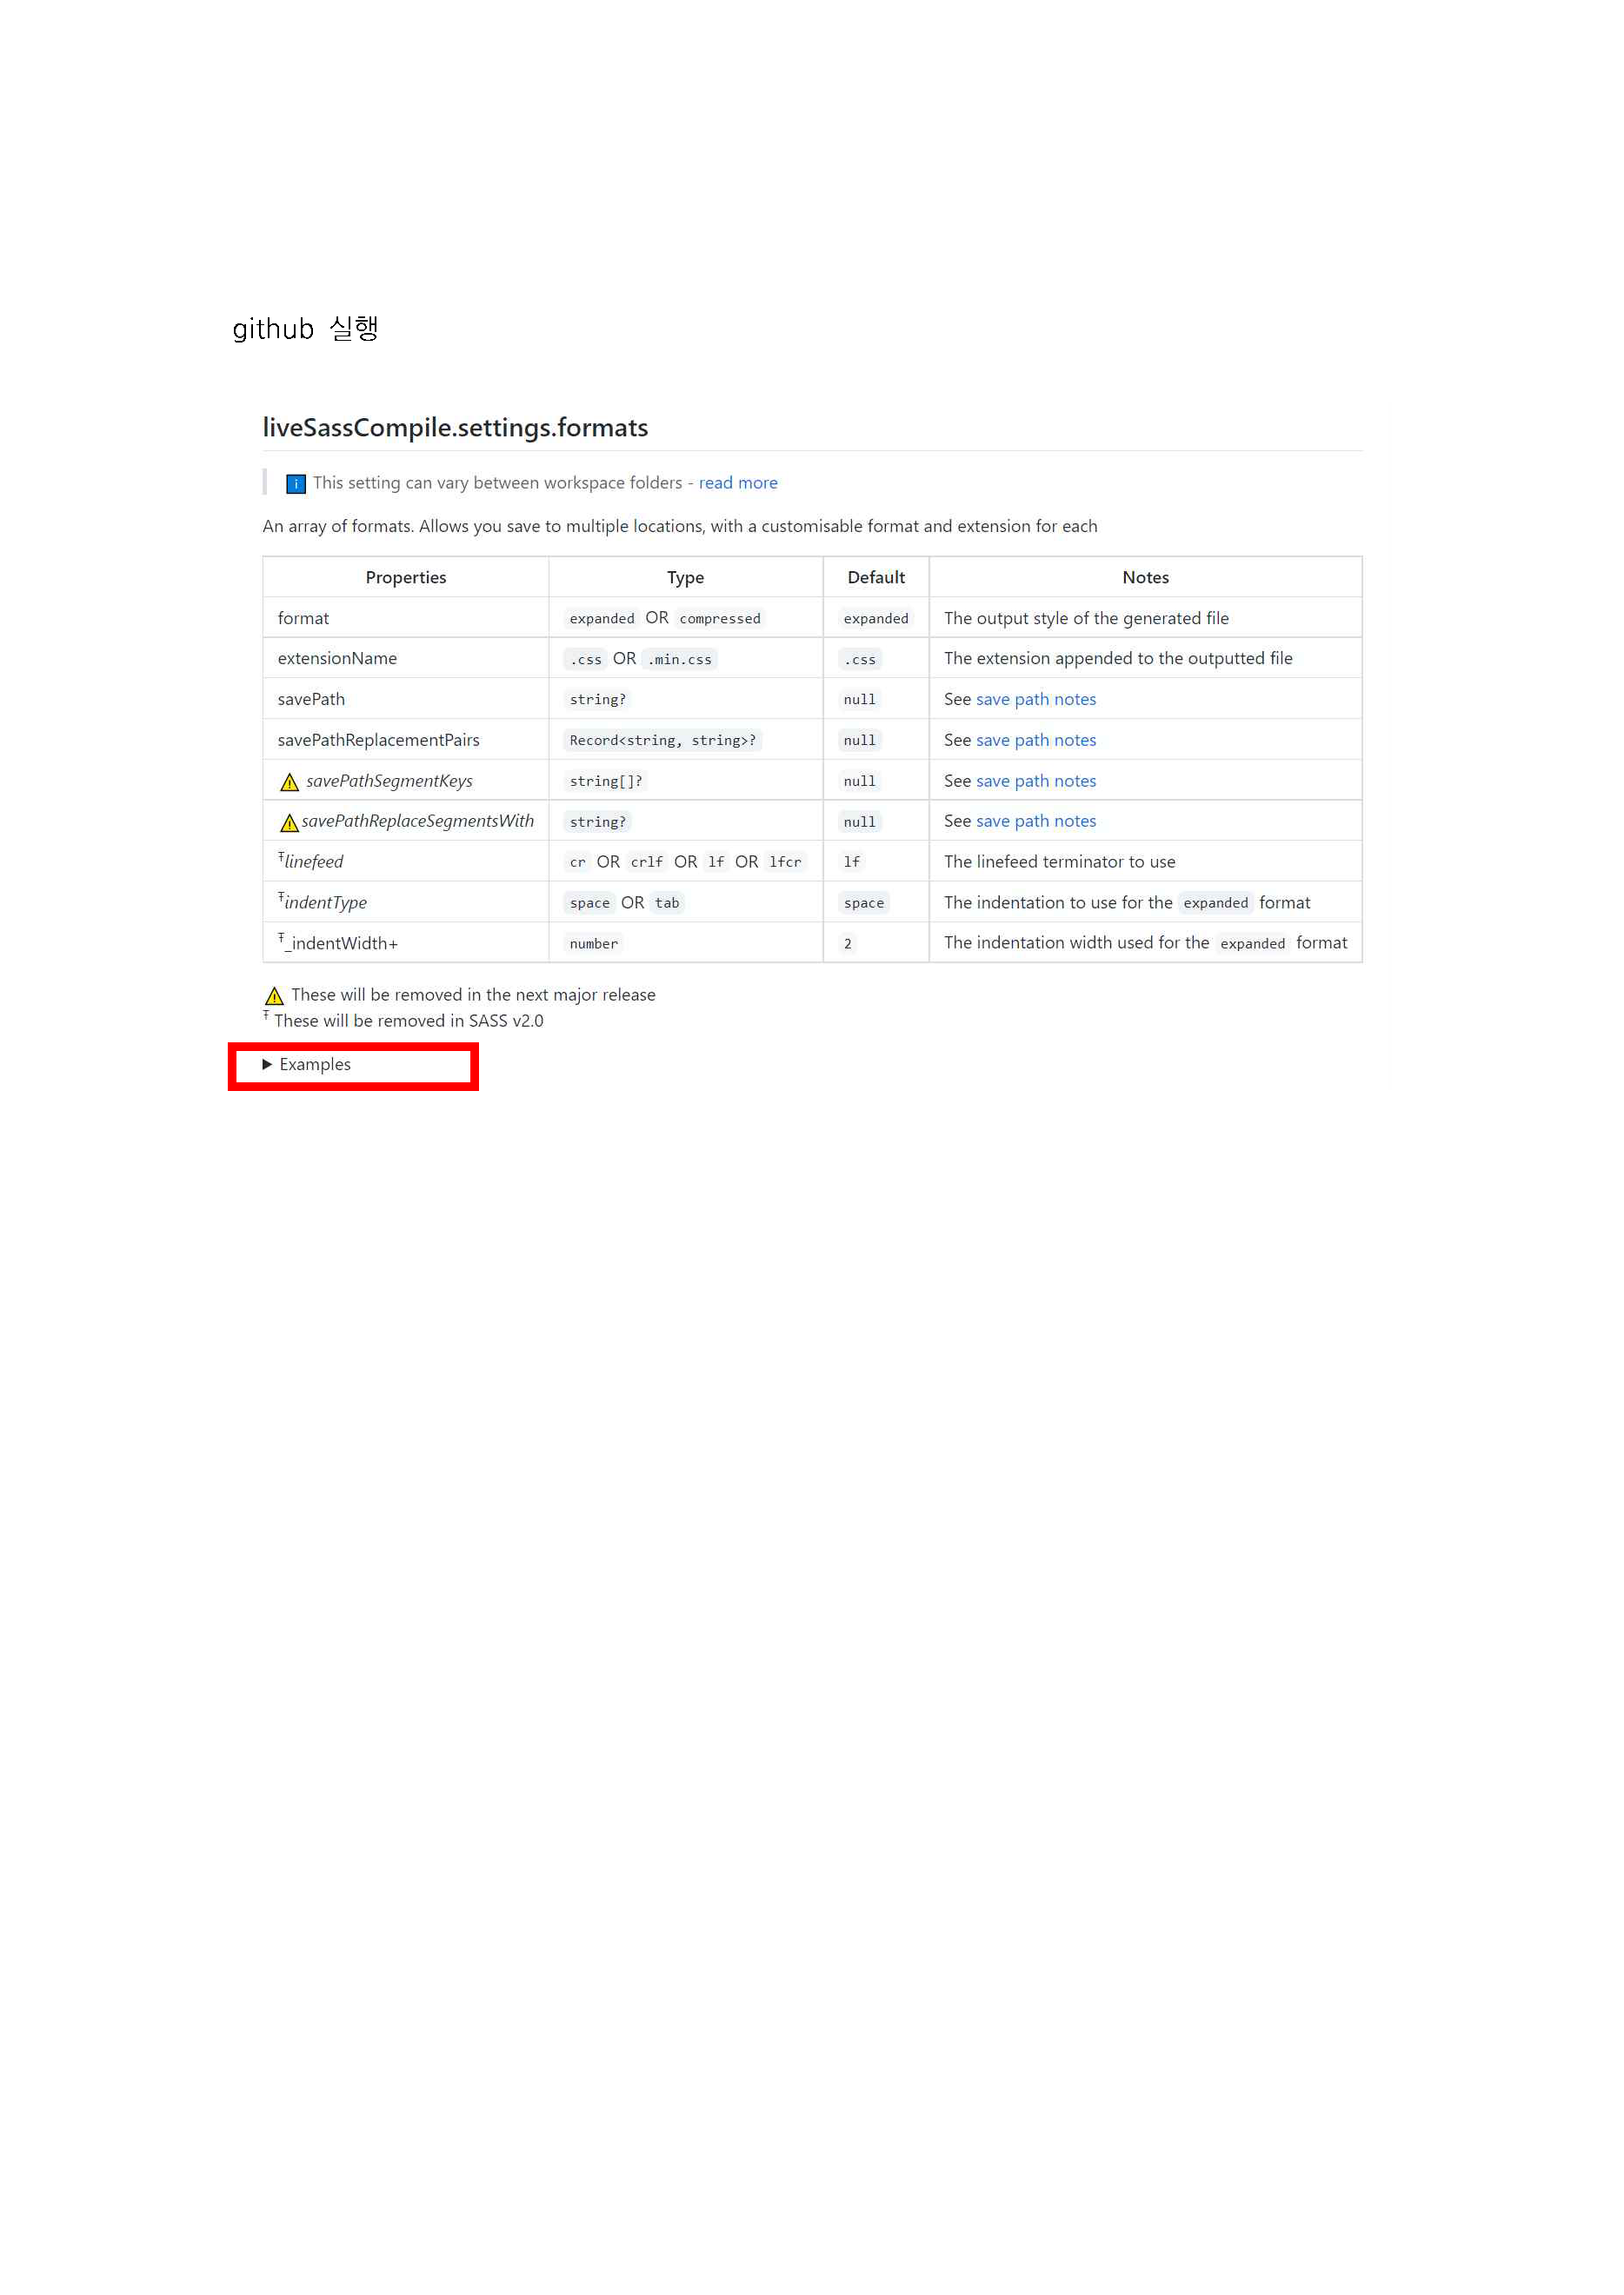 github 실행
liveSassCompile.settings.formats
This setting can vary between workspace folders - read more
An array of formats. Allows you save to multiple locations, with a customisable format and extension for each
Properties Type Default Notes
format expanded OR compressed expanded The output style of the generated file
extensionName .css OR .min.css .css The extension appended to the outputted file
savePath string? null See save path notes
savePathReplacementPairs Record<string, string>? null See save path notes
⚠ savePathSegmentKeys string[]? null See save path notes
⚠ savePathReplaceSegmentsWith string? null See save path notes
Ŧ linefeed cr OR crlf OR lf OR lfcr lf The linefeed terminator to use
Ŧ indentType space OR tab space The indentation to use for the expanded format
Ŧ _indentWidth+ number 2 The indentation width used for the expanded format
⚠ These will be removed in the next major release
Ŧ These will be removed in SASS v2.0
▶ Examples